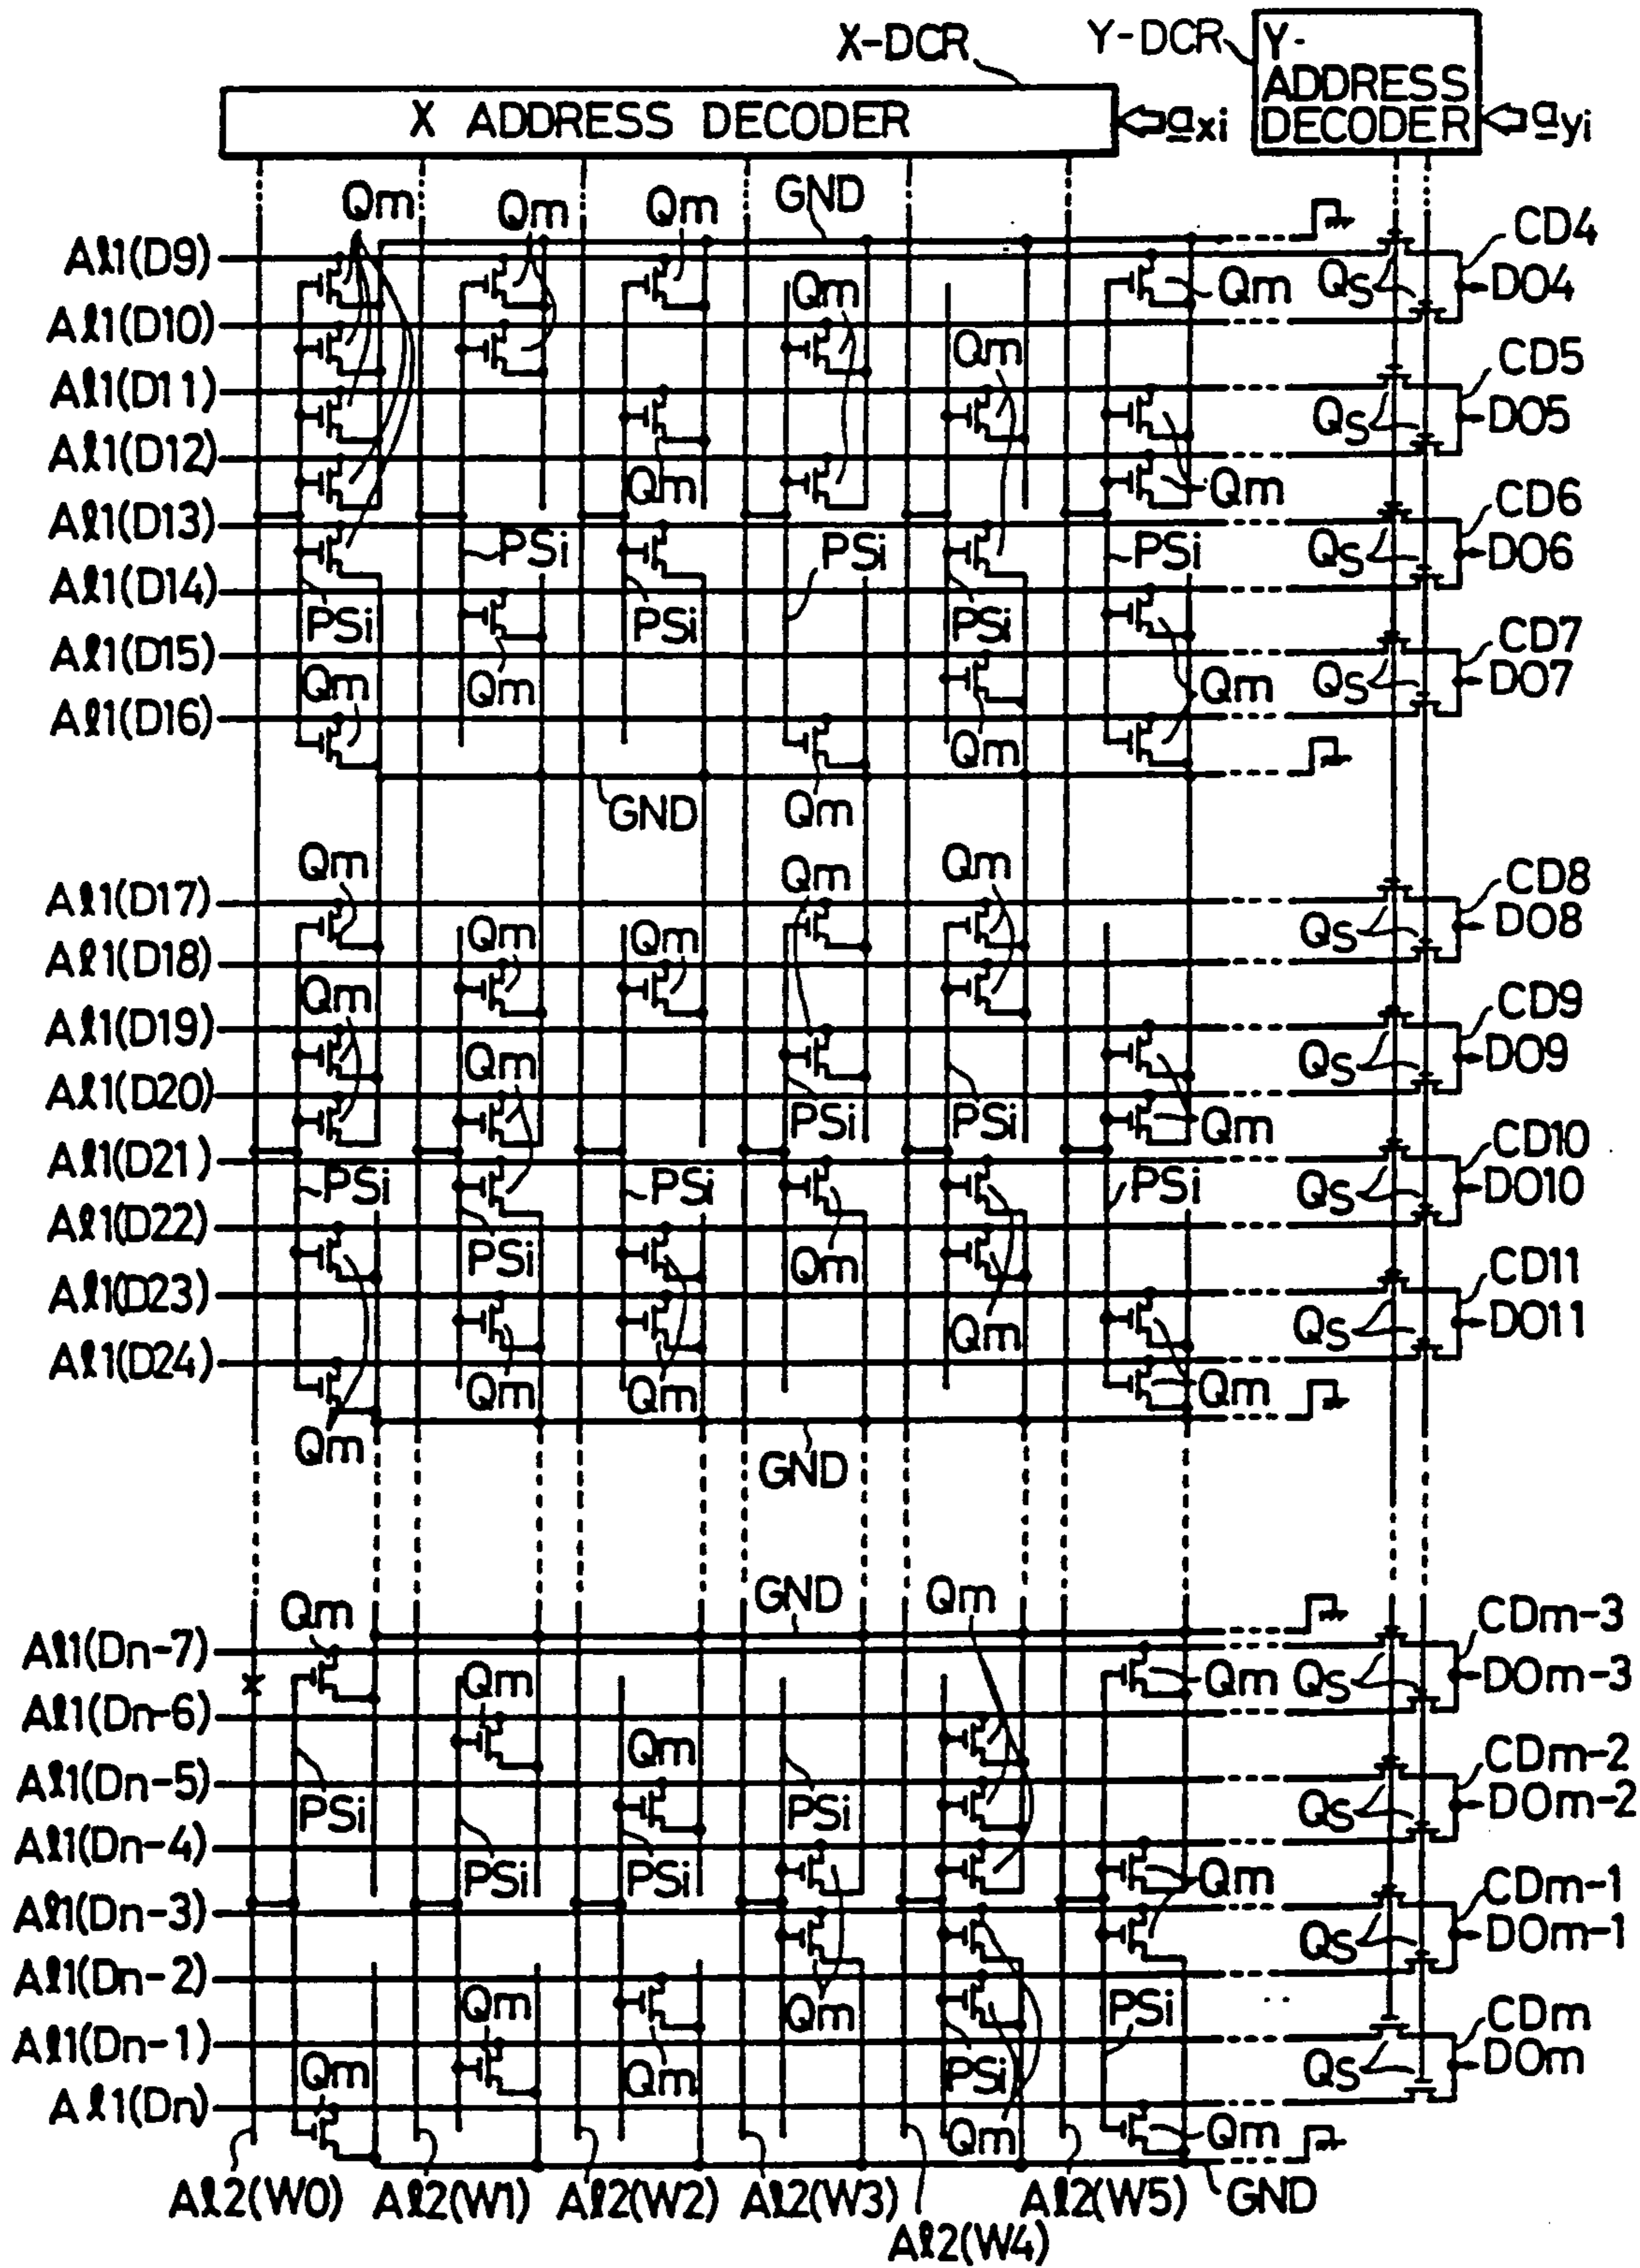 X-DCR Y-DCR Y-
ADDRESS
X ADDRESS DECODER axi DECODER ayi
Qm Qm Qm GND
Aℓ1(D9) CD4
Qm Qm QS DO4
Aℓ1(D10)
Qm CD5
Aℓ1(D11) QS DO5
Aℓ1(D12)
Qm Qm
Aℓ1(D13) CD6
PSi PSi PSi QS DO6
Aℓ1(D14)
PSi PSi PSi
Aℓ1(D15) CD7
Qm Qm Qm QS DO7
Aℓ1(D16)
Qm
GND Qm
Qm Qm Qm
Aℓ1(D17) CD8
Qm Qm QS DO8
Aℓ1(D18)
Qm
Aℓ1(D19) CD9
Qm QS DO9
Aℓ1(D20)
PSi PSi Qm
Aℓ1(D21) CD10
PSi PSi PSi QS DO10
Aℓ1(D22)
PSi Qm
Aℓ1(D23) CD11
Qm QS DO11
Aℓ1(D24)
Qm Qm Qm
Qm
GND
Qm GND Qm
Aℓ1(Dn-7) CDm-3
Qm Qm QS DOm-3
Aℓ1(Dn-6)
Qm
Aℓ1(Dn-5) CDm-2
PSi PSi QS DOm-2
Aℓ1(Dn-4)
PSi PSi Qm
Aℓ1(Dn-3) CDm-1
QS DOm-1
Aℓ1(Dn-2)
Qm Qm PSi
Aℓ1(Dn-1) CDm
Qm Qm PSi QS DOm
Aℓ1(Dn)
Qm Qm
Aℓ2(W0) Aℓ2(W1) Aℓ2(W2) Aℓ2(W3) Aℓ2(W5) GND
Aℓ2(W4)